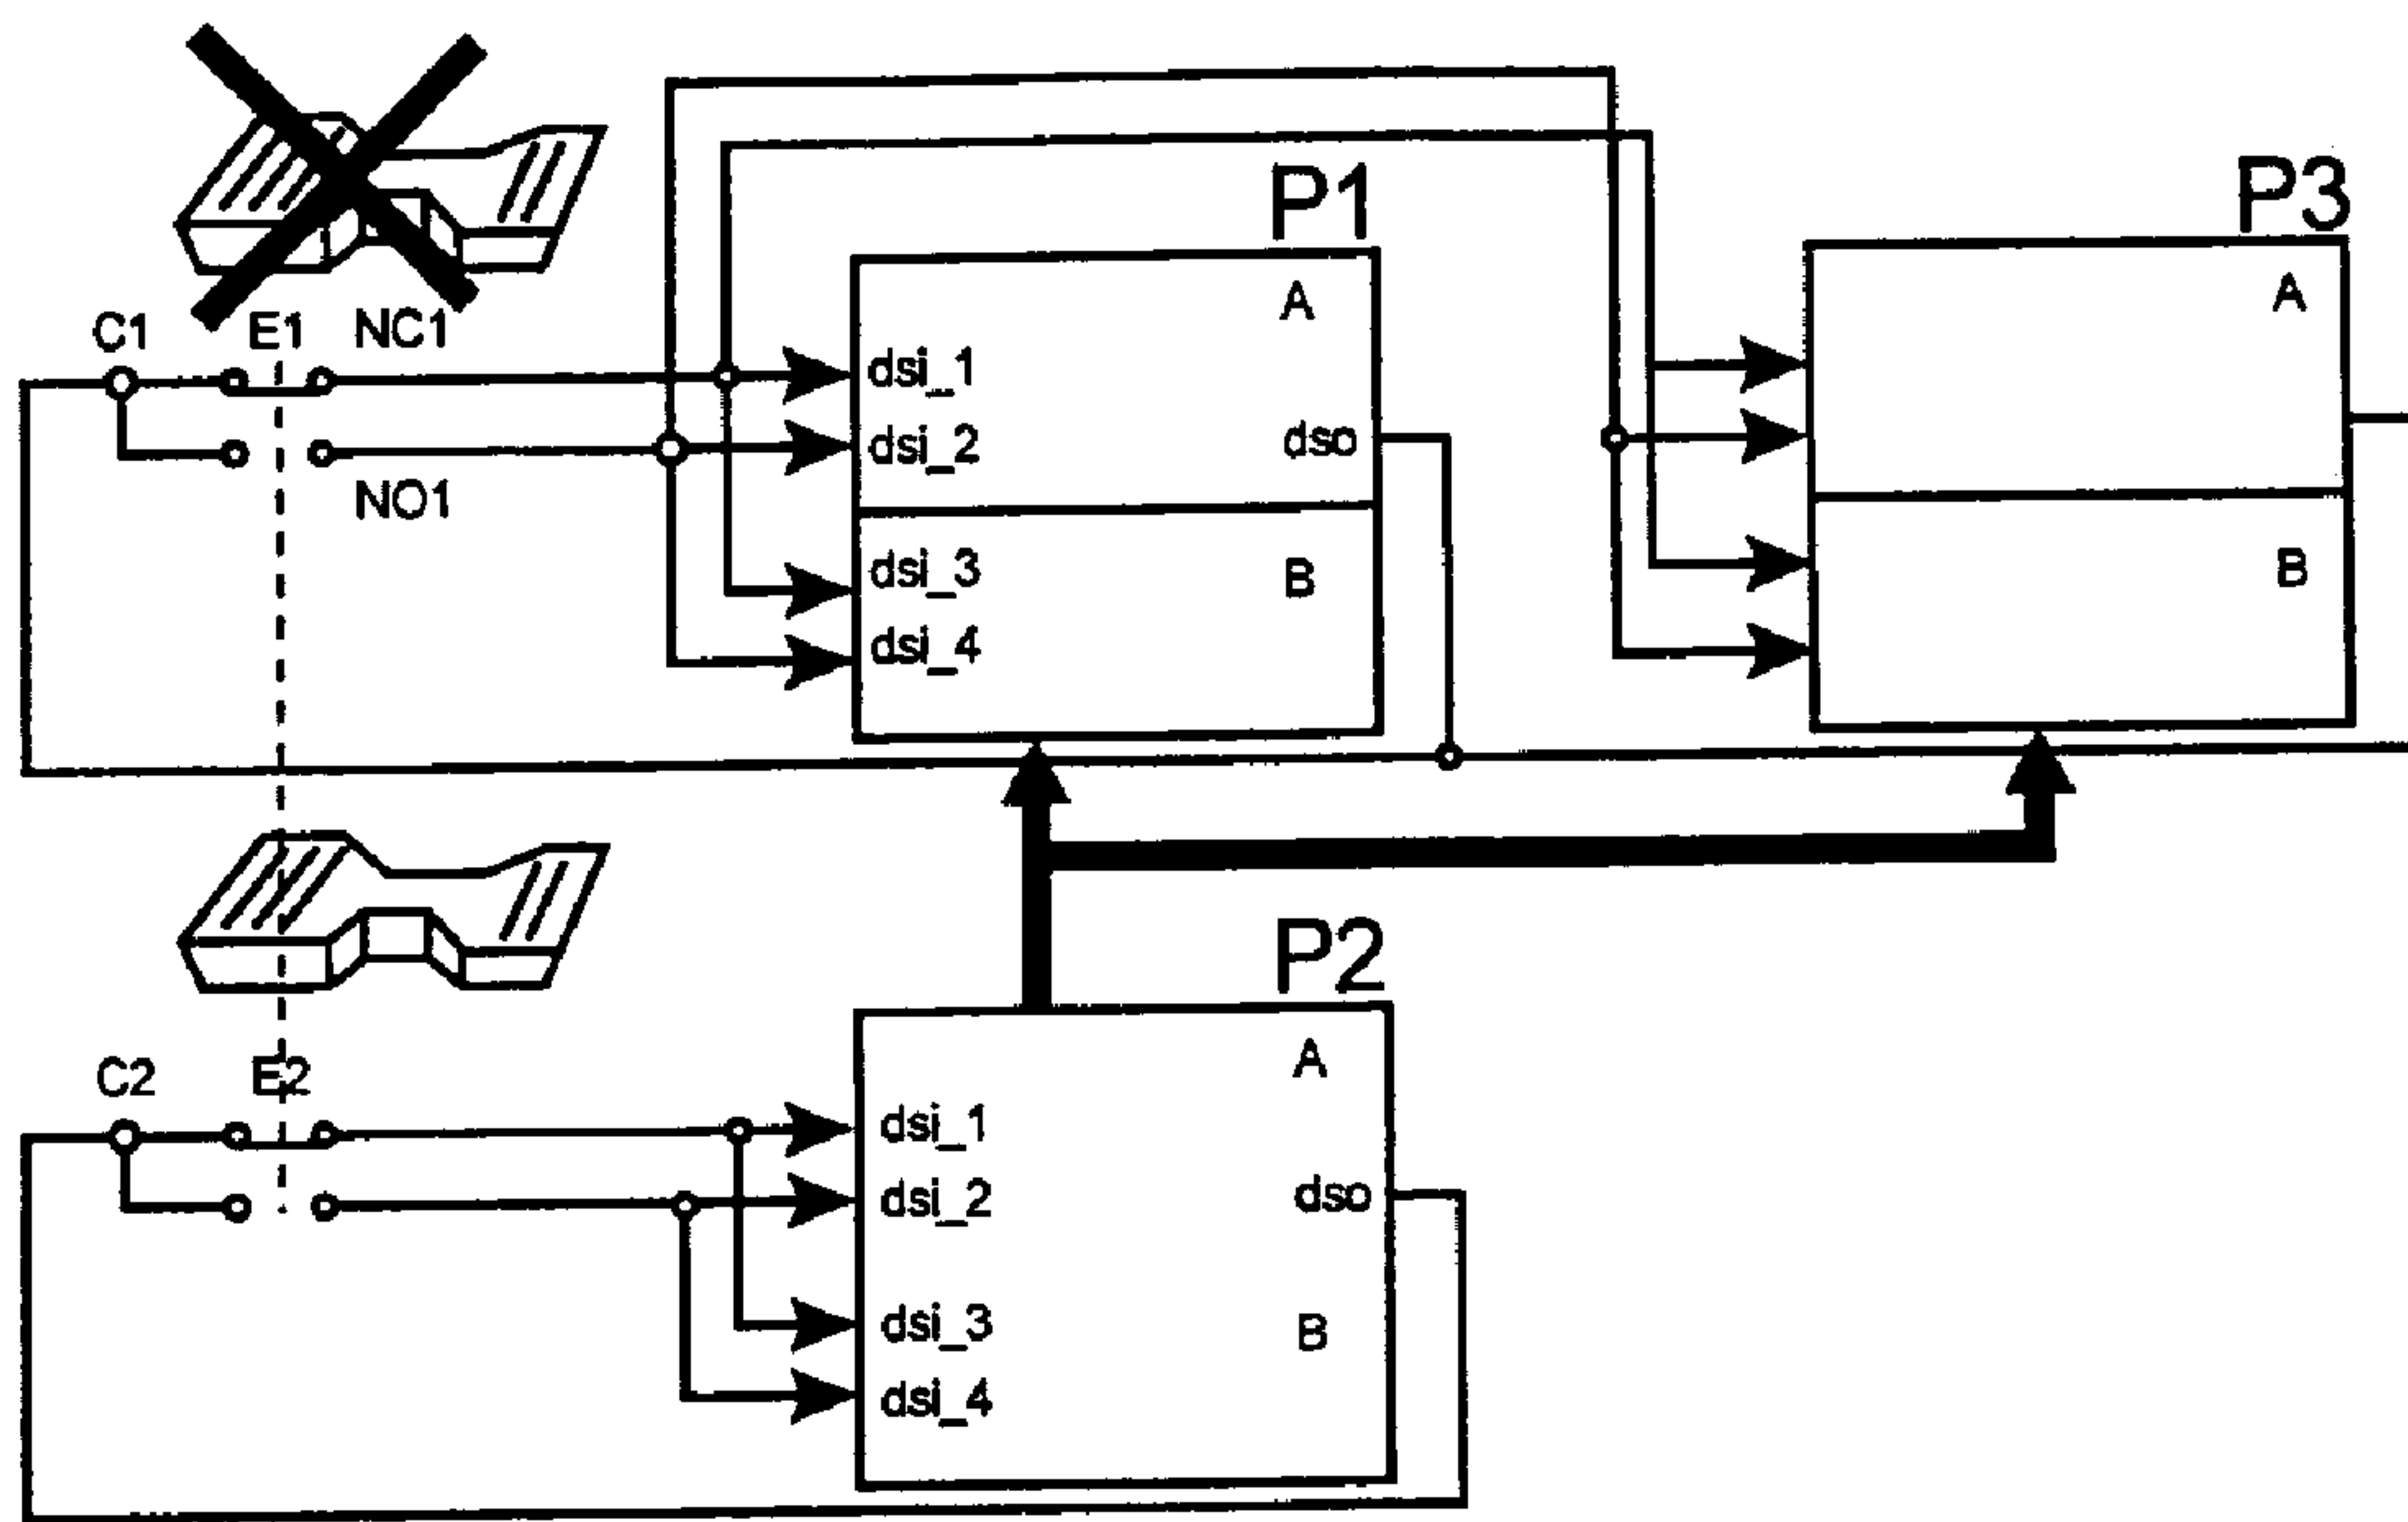 P1
P3
A
A
C1
E1
NC1
dsi_1
dsi_2
dso
NO1
dsi_3
B
B
dsi_4
P2
A
C2
E2
dsi_1
dsi_2
dso
dsi_3
B
dsi_4